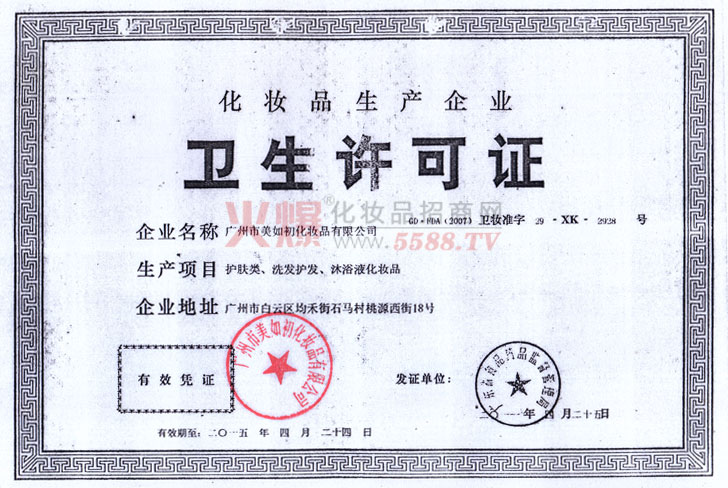 化妆品生产企业
卫生许可证
GD·FDA (2007) 卫妆准字 29 - XK - 2928 号
火爆®化妆品招商网
www.5588.TV
企业名称 广州市美如初化妆品有限公司
生产项目 护肤类、洗发护发、沐浴液化妆品
企业地址 广州市白云区均禾街石马村桃源西街18号
广州市美如初化妆品有限公司
有效凭证
发证单位:
广东省食品药品监督管理局
二〇一一年 四月二十五日
有效期至:二〇一五 年 四 月 二十四 日